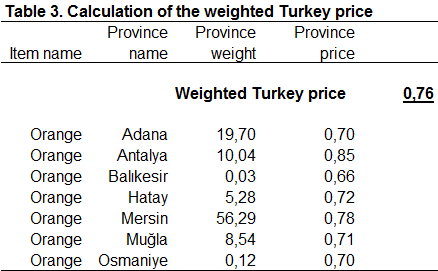 Table 3. Calculation of the weighted Turkey price
Item name Province name Province weight Province price
Weighted Turkey price 0,76
Orange Adana 19,70 0,70
Orange Antalya 10,04 0,85
Orange Balıkesir 0,03 0,66
Orange Hatay 5,28 0,72
Orange Mersin 56,29 0,78
Orange Muğla 8,54 0,71
Orange Osmaniye 0,12 0,70